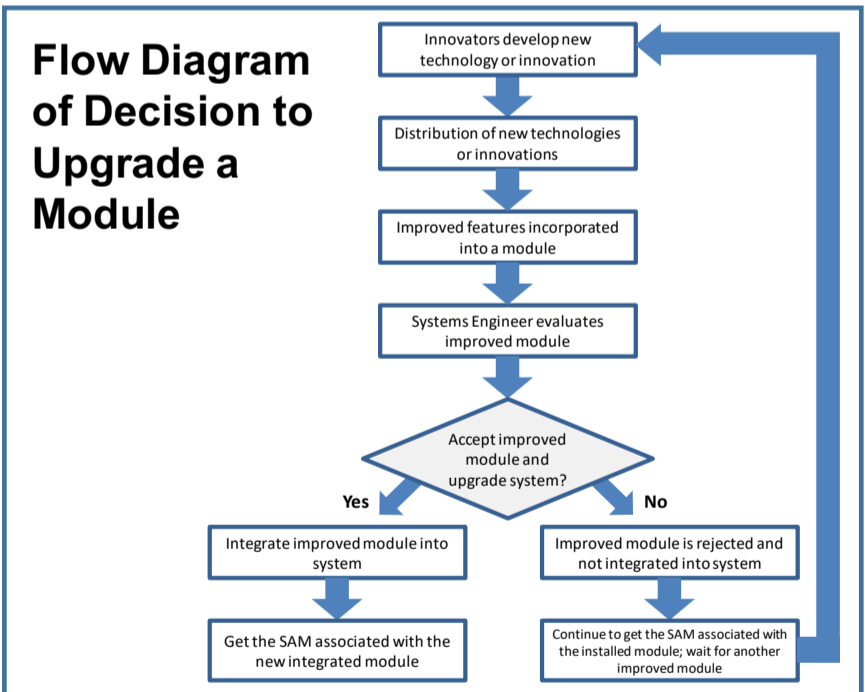 Flow Diagram
of Decision to
Upgrade a
Module
Innovators develop new
technology or innovation
Distribution of new technologies
or innovations
Improved features incorporated
into a module
Systems Engineer evaluates
improved module
Accept improved
module and
upgrade system?
Yes
No
Integrate improved module into
system
Improved module is rejected and
not integrated into system
Get the SAM associated with the
new integrated module
Continue to get the SAM associated with
the installed module; wait for another
improved module